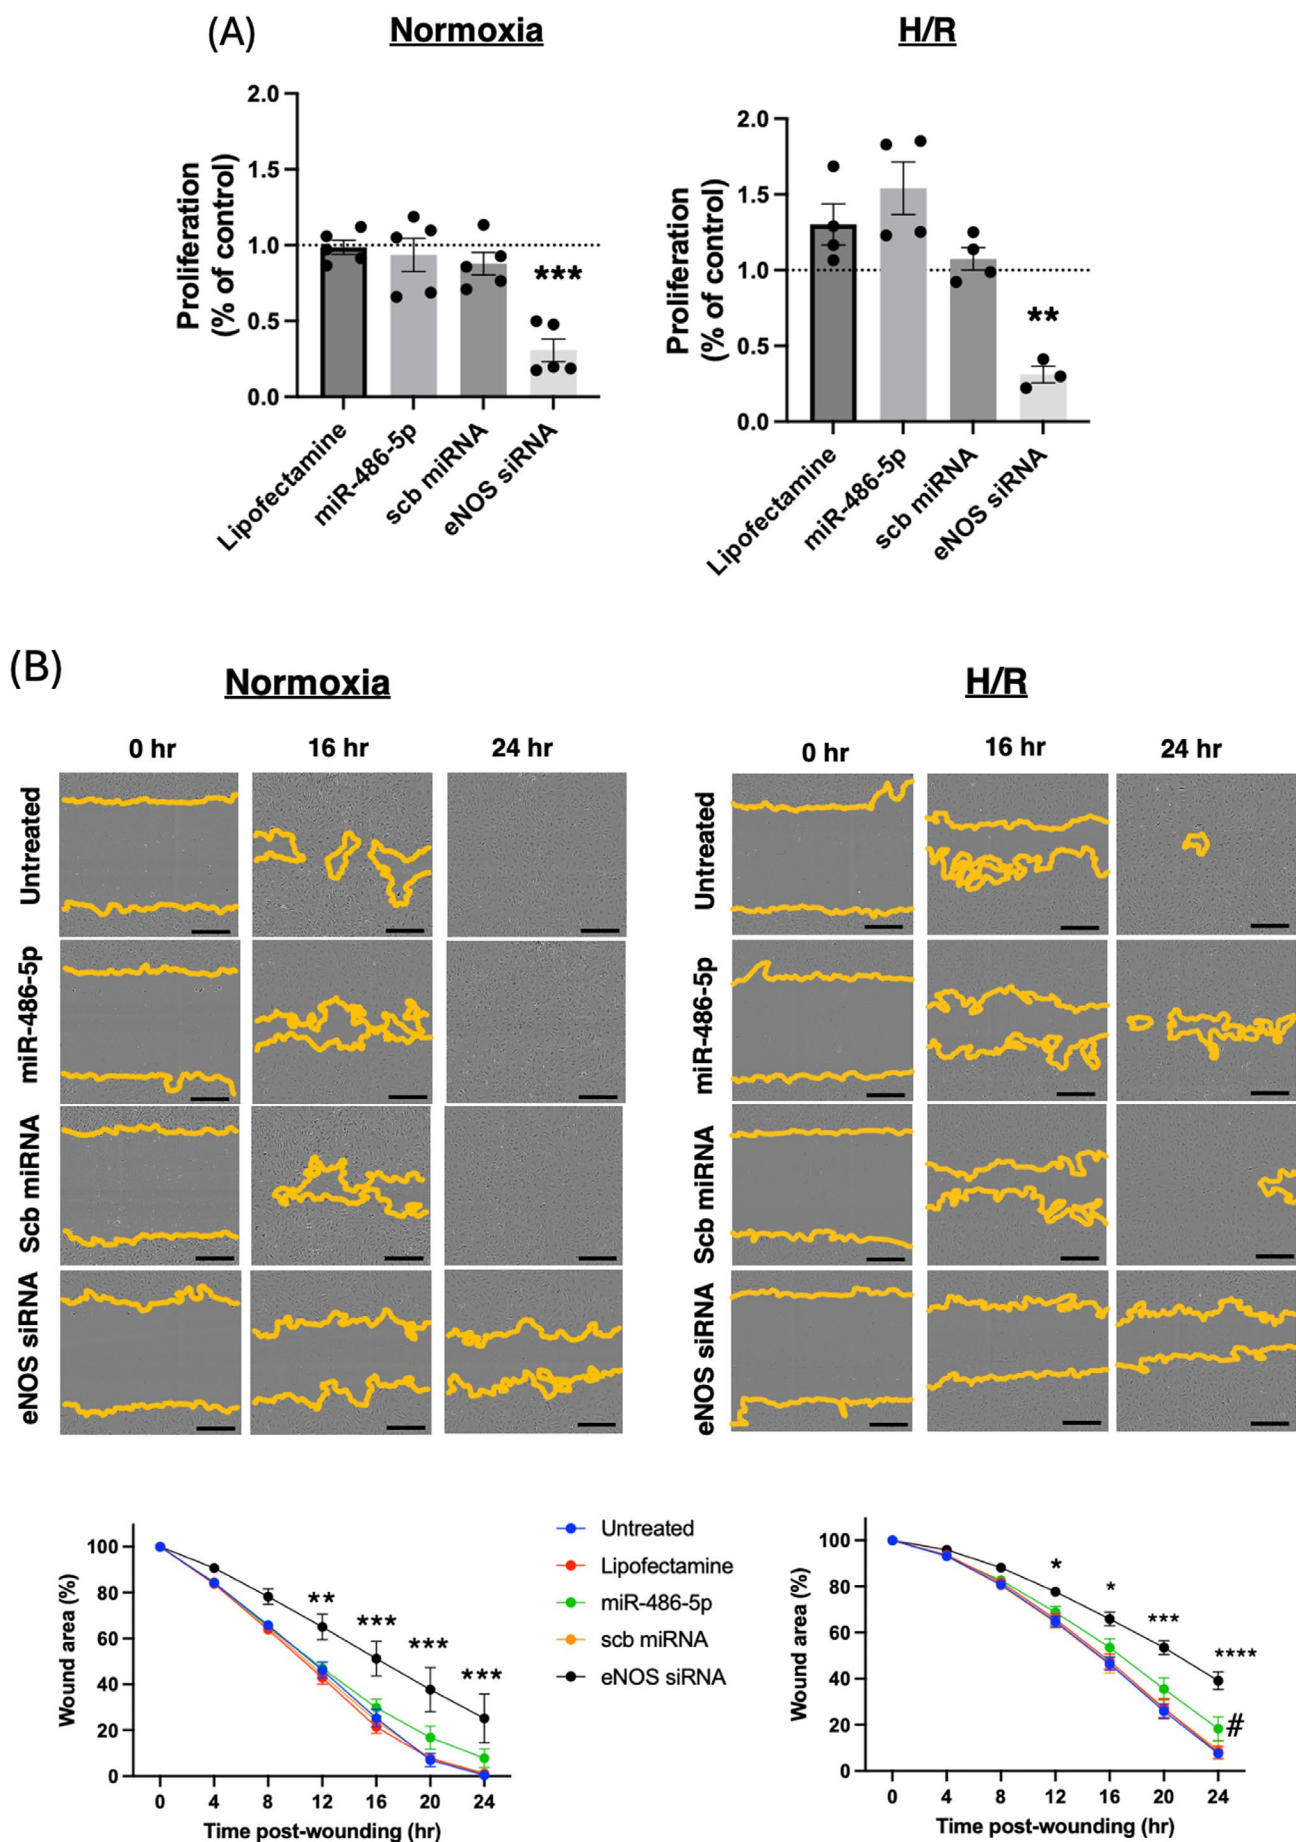 (A)
Normoxia
H/R
Proliferation
(% of control)
2.0
1.5
1.0
0.5
0.0
***
Lipofectamine
miR-486-5p
scb miRNA
eNOS siRNA
Proliferation
(% of control)
2.0
1.5
1.0
0.5
0.0
**
Lipofectamine
miR-486-5p
scb miRNA
eNOS siRNA
(B)
Normoxia
H/R
0 hr
16 hr
24 hr
0 hr
16 hr
24 hr
Untreated
miR-486-5p
Scb miRNA
eNOS siRNA
Untreated
miR-486-5p
Scb miRNA
eNOS siRNA
Wound area (%)
100
80
60
40
20
0
**
***
***
***
0 4 8 12 16 20 24
Time post-wounding (hr)
Untreated
Lipofectamine
miR-486-5p
scb miRNA
eNOS siRNA
Wound area (%)
100
80
60
40
20
0
*
*
***
****
#
0 4 8 12 16 20 24
Time post-wounding (hr)